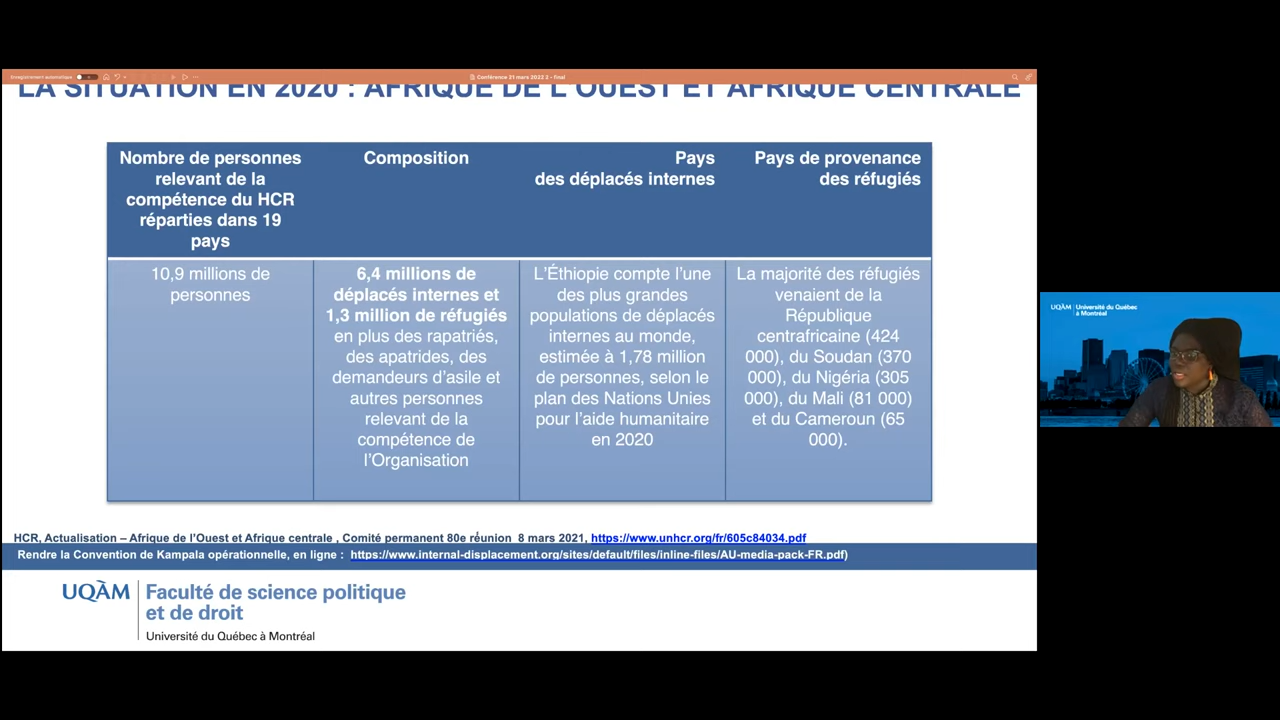 Enregistrement automatique
Conférence 21 mars 2022 2 - final
LA SITUATION EN 2020 : AFRIQUE DE L'OUEST ET AFRIQUE CENTRALE
Nombre de personnes
relevant de la
compétence du HCR
réparties dans 19
pays
Composition
Pays
des déplacés internes
Pays de provenance
des réfugiés
10,9 millions de
personnes
6,4 millions de
déplacés internes et
1,3 million de réfugiés
en plus des rapatriés,
des apatrides, des
demandeurs d'asile et
autres personnes
relevant de la
compétence de
l'Organisation
L'Éthiopie compte l'une
des plus grandes
populations de déplacés
internes au monde,
estimée à 1,78 million
de personnes, selon le
plan des Nations Unies
pour l'aide humanitaire
en 2020
La majorité des réfugiés
venaient de la
République
centrafricaine (424
000), du Soudan (370
000), du Nigéria (305
000), du Mali (81 000)
et du Cameroun (65
000).
HCR, Actualisation – Afrique de l'Ouest et Afrique centrale , Comité permanent 80e réunion 8 mars 2021, https://www.unhcr.org/fr/605c84034.pdf
Rendre la Convention de Kampala opérationnelle, en ligne : https://www.internal-displacement.org/sites/default/files/inline-files/AU-media-pack-FR.pdf)
UQÀM
Faculté de science politique
et de droit
Université du Québec à Montréal
UQÀM
Université du Québec
à Montréal